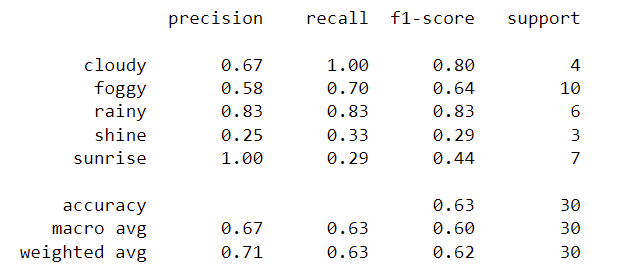 precision recall f1-score support
cloudy 0.67 1.00 0.80 4
foggy 0.58 0.70 0.64 10
rainy 0.83 0.83 0.83 6
shine 0.25 0.33 0.29 3
sunrise 1.00 0.29 0.44 7
accuracy 0.63 30
macro avg 0.67 0.63 0.60 30
weighted avg 0.71 0.63 0.62 30